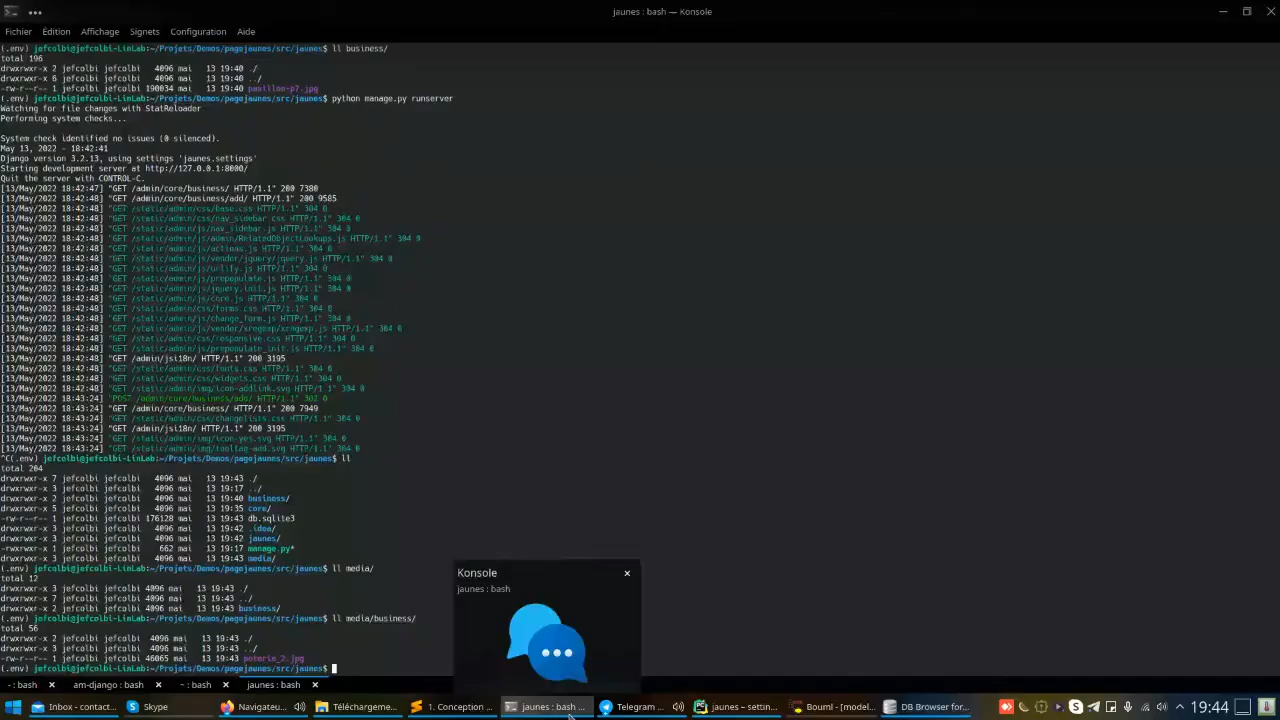 jaunes : bash — Konsole
Fichier Édition Affichage Signets Configuration Aide
(.env) jefcolbi@jefcolbi-LinLab:~/Projets/Demos/pagejaunes/src/jaunes$ ll business/
total 196
drwxrwxr-x 2 jefcolbi jefcolbi 4096 mai 13 19:40 ./
drwxrwxr-x 6 jefcolbi jefcolbi 4096 mai 13 19:40 ../
-rw-r--r-- 1 jefcolbi jefcolbi 190034 mai 13 19:40 pavillon-p7.jpg
(.env) jefcolbi@jefcolbi-LinLab:~/Projets/Demos/pagejaunes/src/jaunes$ python manage.py runserver
Watching for file changes with StatReloader
Performing system checks...
System check identified no issues (0 silenced).
May 13, 2022 - 18:42:41
Django version 3.2.13, using settings 'jaunes.settings'
Starting development server at http://127.0.0.1:8000/
Quit the server with CONTROL-C.
[13/May/2022 18:42:47] "GET /admin/core/business/ HTTP/1.1" 200 7380
[13/May/2022 18:42:48] "GET /admin/core/business/add/ HTTP/1.1" 200 9585
[13/May/2022 18:42:48] "GET /static/admin/css/base.css HTTP/1.1" 304 0
[13/May/2022 18:42:48] "GET /static/admin/css/nav_sidebar.css HTTP/1.1" 304 0
[13/May/2022 18:42:48] "GET /static/admin/js/nav_sidebar.js HTTP/1.1" 304 0
[13/May/2022 18:42:48] "GET /static/admin/js/admin/RelatedObjectLookups.js HTTP/1.1" 304 0
[13/May/2022 18:42:48] "GET /static/admin/js/actions.js HTTP/1.1" 304 0
[13/May/2022 18:42:48] "GET /static/admin/js/vendor/jquery/jquery.js HTTP/1.1" 304 0
[13/May/2022 18:42:48] "GET /static/admin/js/urlify.js HTTP/1.1" 304 0
[13/May/2022 18:42:48] "GET /static/admin/js/prepopulate.js HTTP/1.1" 304 0
[13/May/2022 18:42:48] "GET /static/admin/js/jquery.init.js HTTP/1.1" 304 0
[13/May/2022 18:42:48] "GET /static/admin/js/core.js HTTP/1.1" 304 0
[13/May/2022 18:42:48] "GET /static/admin/css/forms.css HTTP/1.1" 304 0
[13/May/2022 18:42:48] "GET /static/admin/js/change_form.js HTTP/1.1" 304 0
[13/May/2022 18:42:48] "GET /static/admin/js/vendor/xregexp/xregexp.js HTTP/1.1" 304 0
[13/May/2022 18:42:48] "GET /static/admin/css/responsive.css HTTP/1.1" 304 0
[13/May/2022 18:42:48] "GET /static/admin/js/prepopulate_init.js HTTP/1.1" 304 0
[13/May/2022 18:42:48] "GET /admin/jsi18n/ HTTP/1.1" 200 3195
[13/May/2022 18:42:48] "GET /static/admin/css/fonts.css HTTP/1.1" 304 0
[13/May/2022 18:42:48] "GET /static/admin/css/widgets.css HTTP/1.1" 304 0
[13/May/2022 18:42:48] "GET /static/admin/img/icon-addlink.svg HTTP/1.1" 304 0
[13/May/2022 18:43:24] "POST /admin/core/business/add/ HTTP/1.1" 302 0
[13/May/2022 18:43:24] "GET /admin/core/business/ HTTP/1.1" 200 7949
[13/May/2022 18:43:24] "GET /static/admin/css/changelists.css HTTP/1.1" 304 0
[13/May/2022 18:43:24] "GET /admin/jsi18n/ HTTP/1.1" 200 3195
[13/May/2022 18:43:24] "GET /static/admin/img/icon-yes.svg HTTP/1.1" 304 0
[13/May/2022 18:43:24] "GET /static/admin/img/tooltag-add.svg HTTP/1.1" 304 0
^C(.env) jefcolbi@jefcolbi-LinLab:~/Projets/Demos/pagejaunes/src/jaunes$ ll
total 204
drwxrwxr-x 7 jefcolbi jefcolbi 4096 mai 13 19:43 ./
drwxrwxr-x 3 jefcolbi jefcolbi 4096 mai 13 19:17 ../
drwxrwxr-x 2 jefcolbi jefcolbi 4096 mai 13 19:40 business/
drwxrwxr-x 5 jefcolbi jefcolbi 4096 mai 13 19:35 core/
-rw-r--r-- 1 jefcolbi jefcolbi 176128 mai 13 19:43 db.sqlite3
drwxrwxr-x 3 jefcolbi jefcolbi 4096 mai 13 19:42 .idea/
drwxrwxr-x 3 jefcolbi jefcolbi 4096 mai 13 19:42 jaunes/
-rwxrwxr-x 1 jefcolbi jefcolbi 662 mai 13 19:17 manage.py*
drwxrwxr-x 3 jefcolbi jefcolbi 4096 mai 13 19:43 media/
(.env) jefcolbi@jefcolbi-LinLab:~/Projets/Demos/pagejaunes/src/jaunes$ ll media/
total 12
drwxrwxr-x 3 jefcolbi jefcolbi 4096 mai 13 19:43 ./
drwxrwxr-x 7 jefcolbi jefcolbi 4096 mai 13 19:43 ../
drwxrwxr-x 2 jefcolbi jefcolbi 4096 mai 13 19:43 business/
(.env) jefcolbi@jefcolbi-LinLab:~/Projets/Demos/pagejaunes/src/jaunes$ ll media/business/
total 56
drwxrwxr-x 2 jefcolbi jefcolbi 4096 mai 13 19:43 ./
drwxrwxr-x 3 jefcolbi jefcolbi 4096 mai 13 19:43 ../
-rw-r--r-- 1 jefcolbi jefcolbi 46065 mai 13 19:43
(.env) jefcolbi@jefcolbi-LinLab:~/Projets/Demos/pagejaunes/src/jaunes$
Konsole
jaunes : bash
~ : bash am-django : bash ~ : bash jaunes : bash
Inbox - contact... Skype Navigateu... Téléchargeme... 1. Conception ... jaunes : bash ... Telegram ... jaunes – settin... Bouml - [model... DB Browser for... 19:44